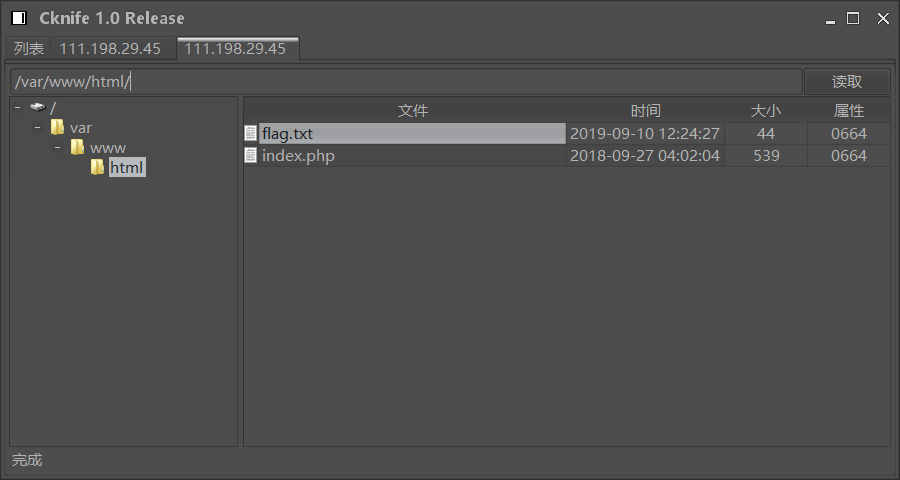 Cknife 1.0 Release
列表 111.198.29.45 111.198.29.45
/var/www/html/ 读取
/
var
www
html
文件 时间 大小 属性
flag.txt 2019-09-10 12:24:27 44 0664
index.php 2018-09-27 04:02:04 539 0664
完成